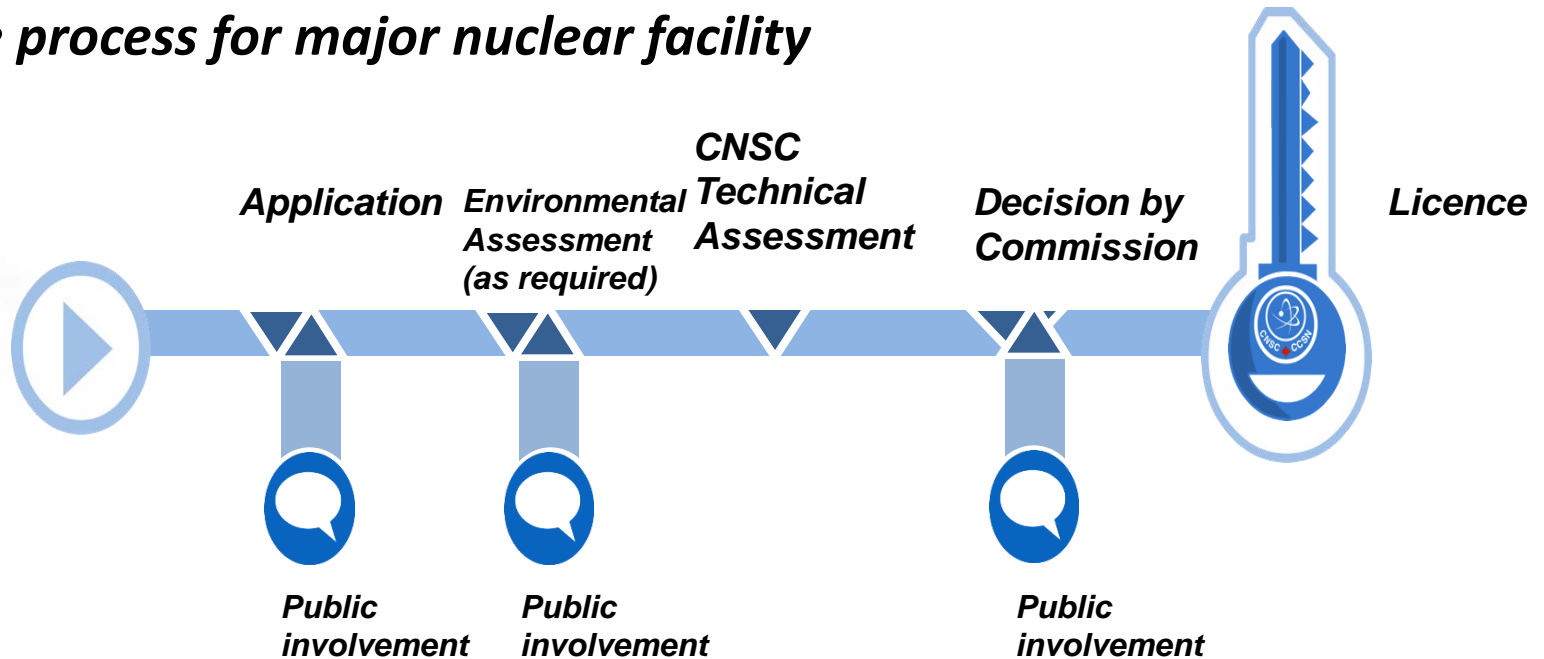 process for major nuclear facility
CNSC
Technical
Assessment
Application
Environmental
Assessment
(as required)
Decision by
Commission
Licence
CNSC CCSN
Public
involvement
Public
involvement
Public
involvement